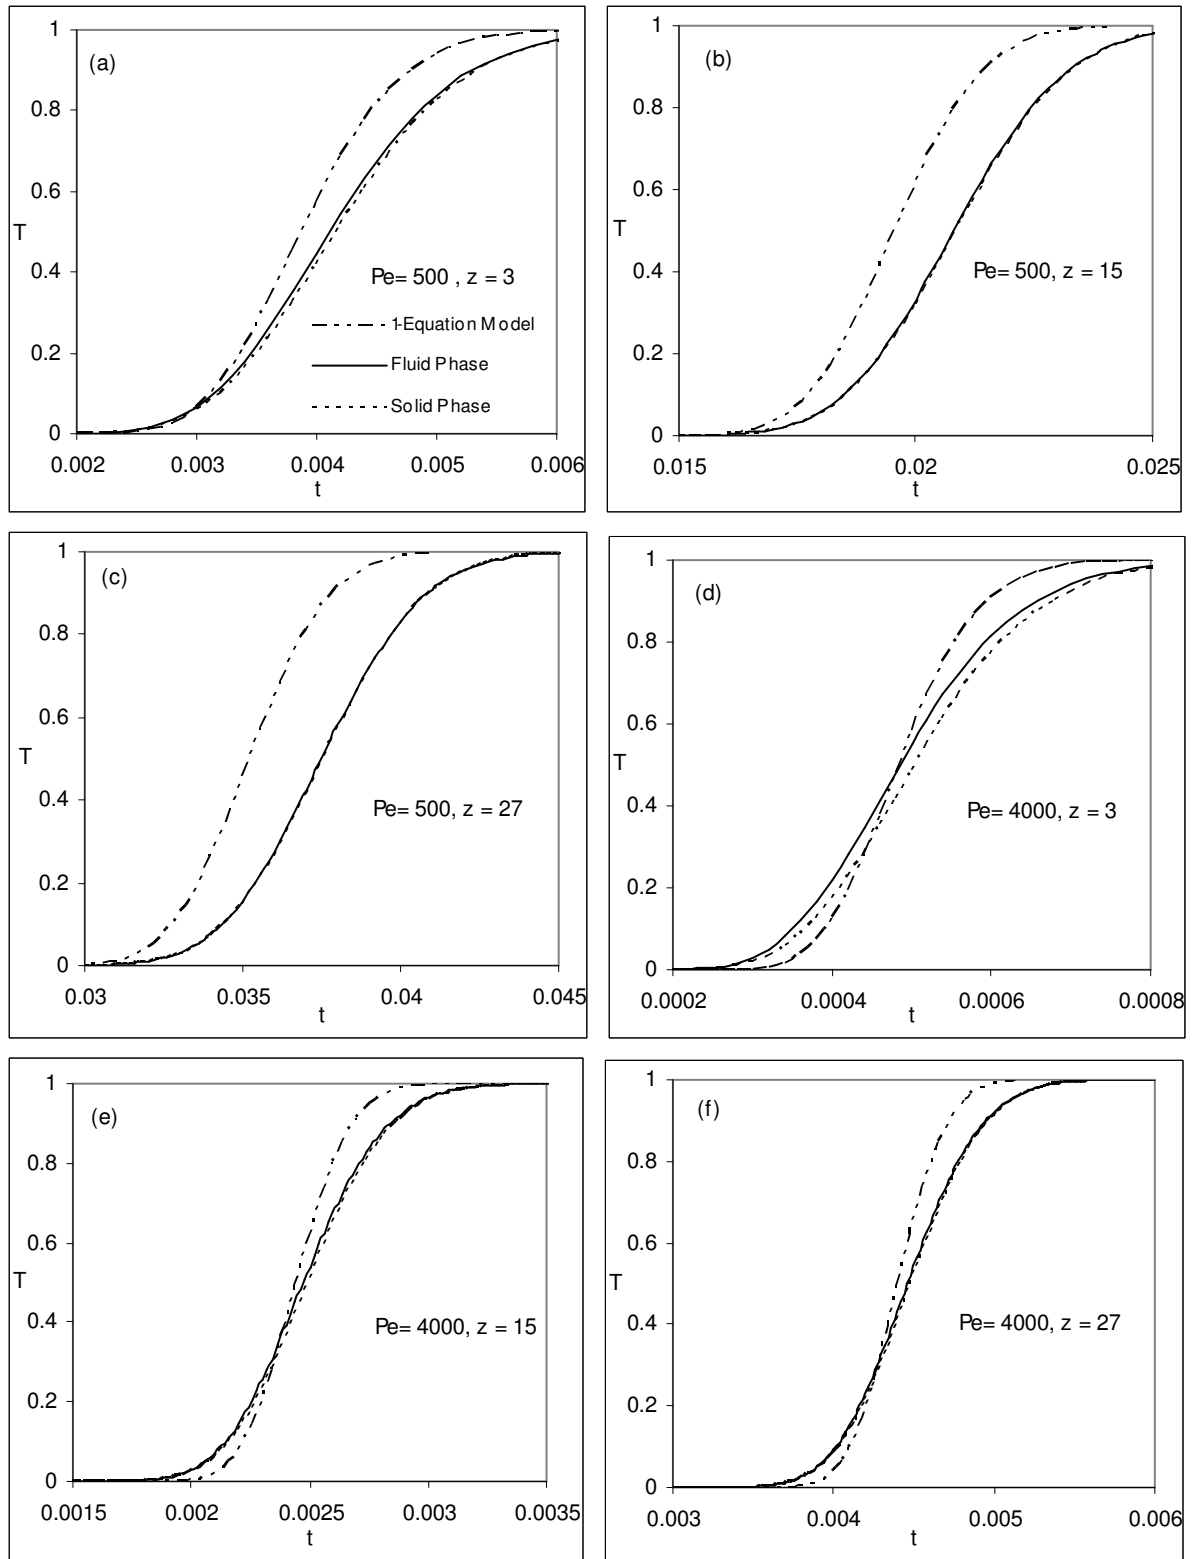 (a)
1
0.8
0.6
T
0.4
0.2
0
Pe= 500 , z = 3
1-Equation Model
Fluid Phase
Solid Phase
0.002 0.003 0.004 0.005 0.006
t
(b)
1
0.8
0.6
T
0.4
0.2
0
Pe= 500, z = 15
0.015 0.02 0.025
t
(c)
1
0.8
0.6
T
0.4
0.2
0
Pe= 500, z = 27
0.03 0.035 0.04 0.045
t
(d)
1
0.8
0.6
T
0.4
0.2
0
Pe= 4000, z = 3
0.0002 0.0004 0.0006 0.0008
t
(e)
1
0.8
0.6
T
0.4
0.2
0
Pe= 4000, z = 15
0.0015 0.002 0.0025 0.003 0.0035
t
(f)
1
0.8
0.6
T
0.4
0.2
0
Pe= 4000, z = 27
0.003 0.004 0.005 0.006
t